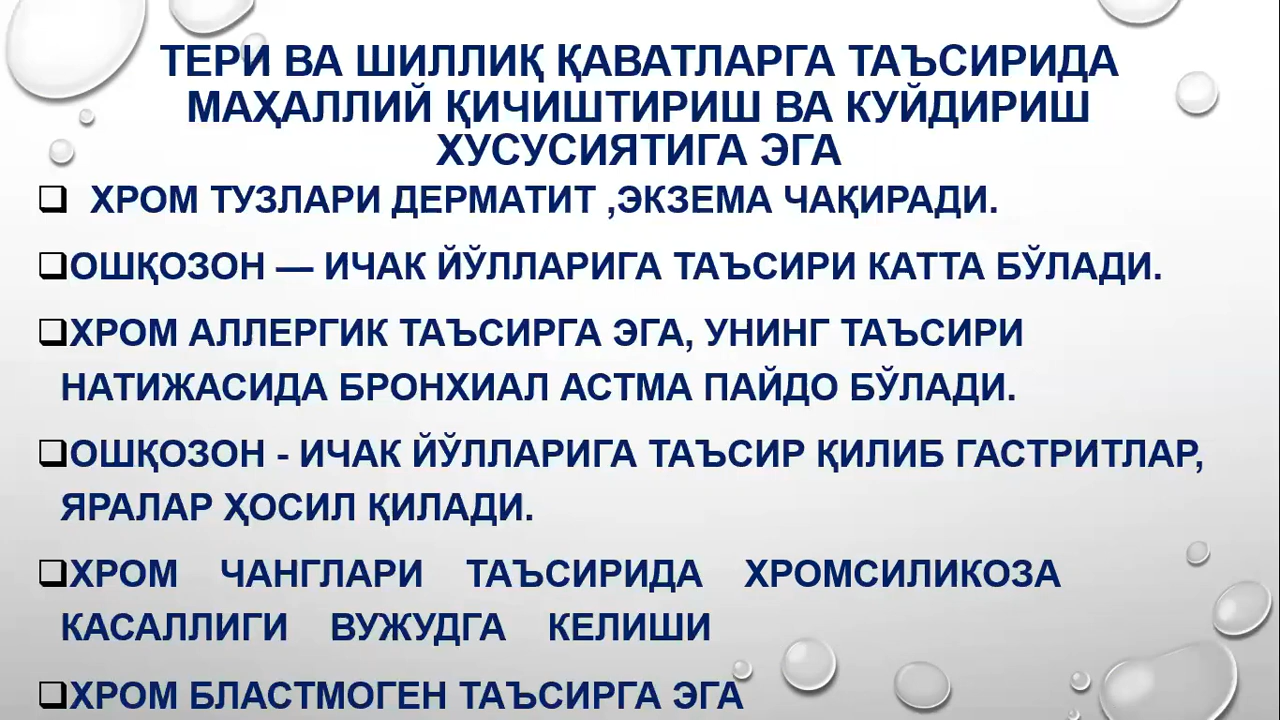 ТЕРИ ВА ШИЛЛИҚ ҚАВАТЛАРГА ТАЪСИРИДА
МАҲАЛЛИЙ ҚИЧИШТИРИШ ВА КУЙДИРИШ
ХУСУСИЯТИГА ЭГА
❑ ХРОМ ТУЗЛАРИ ДЕРМАТИТ ,ЭКЗЕМА ЧАҚИРАДИ.
❑ОШҚОЗОН — ИЧАК ЙЎЛЛАРИГА ТАЪСИРИ КАТТА БЎЛАДИ.
❑ХРОМ АЛЛЕРГИК ТАЪСИРГА ЭГА, УНИНГ ТАЪСИРИ
НАТИЖАСИДА БРОНХИАЛ АСТМА ПАЙДО БЎЛАДИ.
❑ОШҚОЗОН - ИЧАК ЙЎЛЛАРИГА ТАЪСИР ҚИЛИБ ГАСТРИТЛАР,
ЯРАЛАР ҲОСИЛ ҚИЛАДИ.
❑ХРОМ ЧАНГЛАРИ ТАЪСИРИДА ХРОМСИЛИКОЗА
КАСАЛЛИГИ ВУЖУДГА КЕЛИШИ
❑ХРОМ БЛАСТМОГЕН ТАЪСИРГА ЭГА